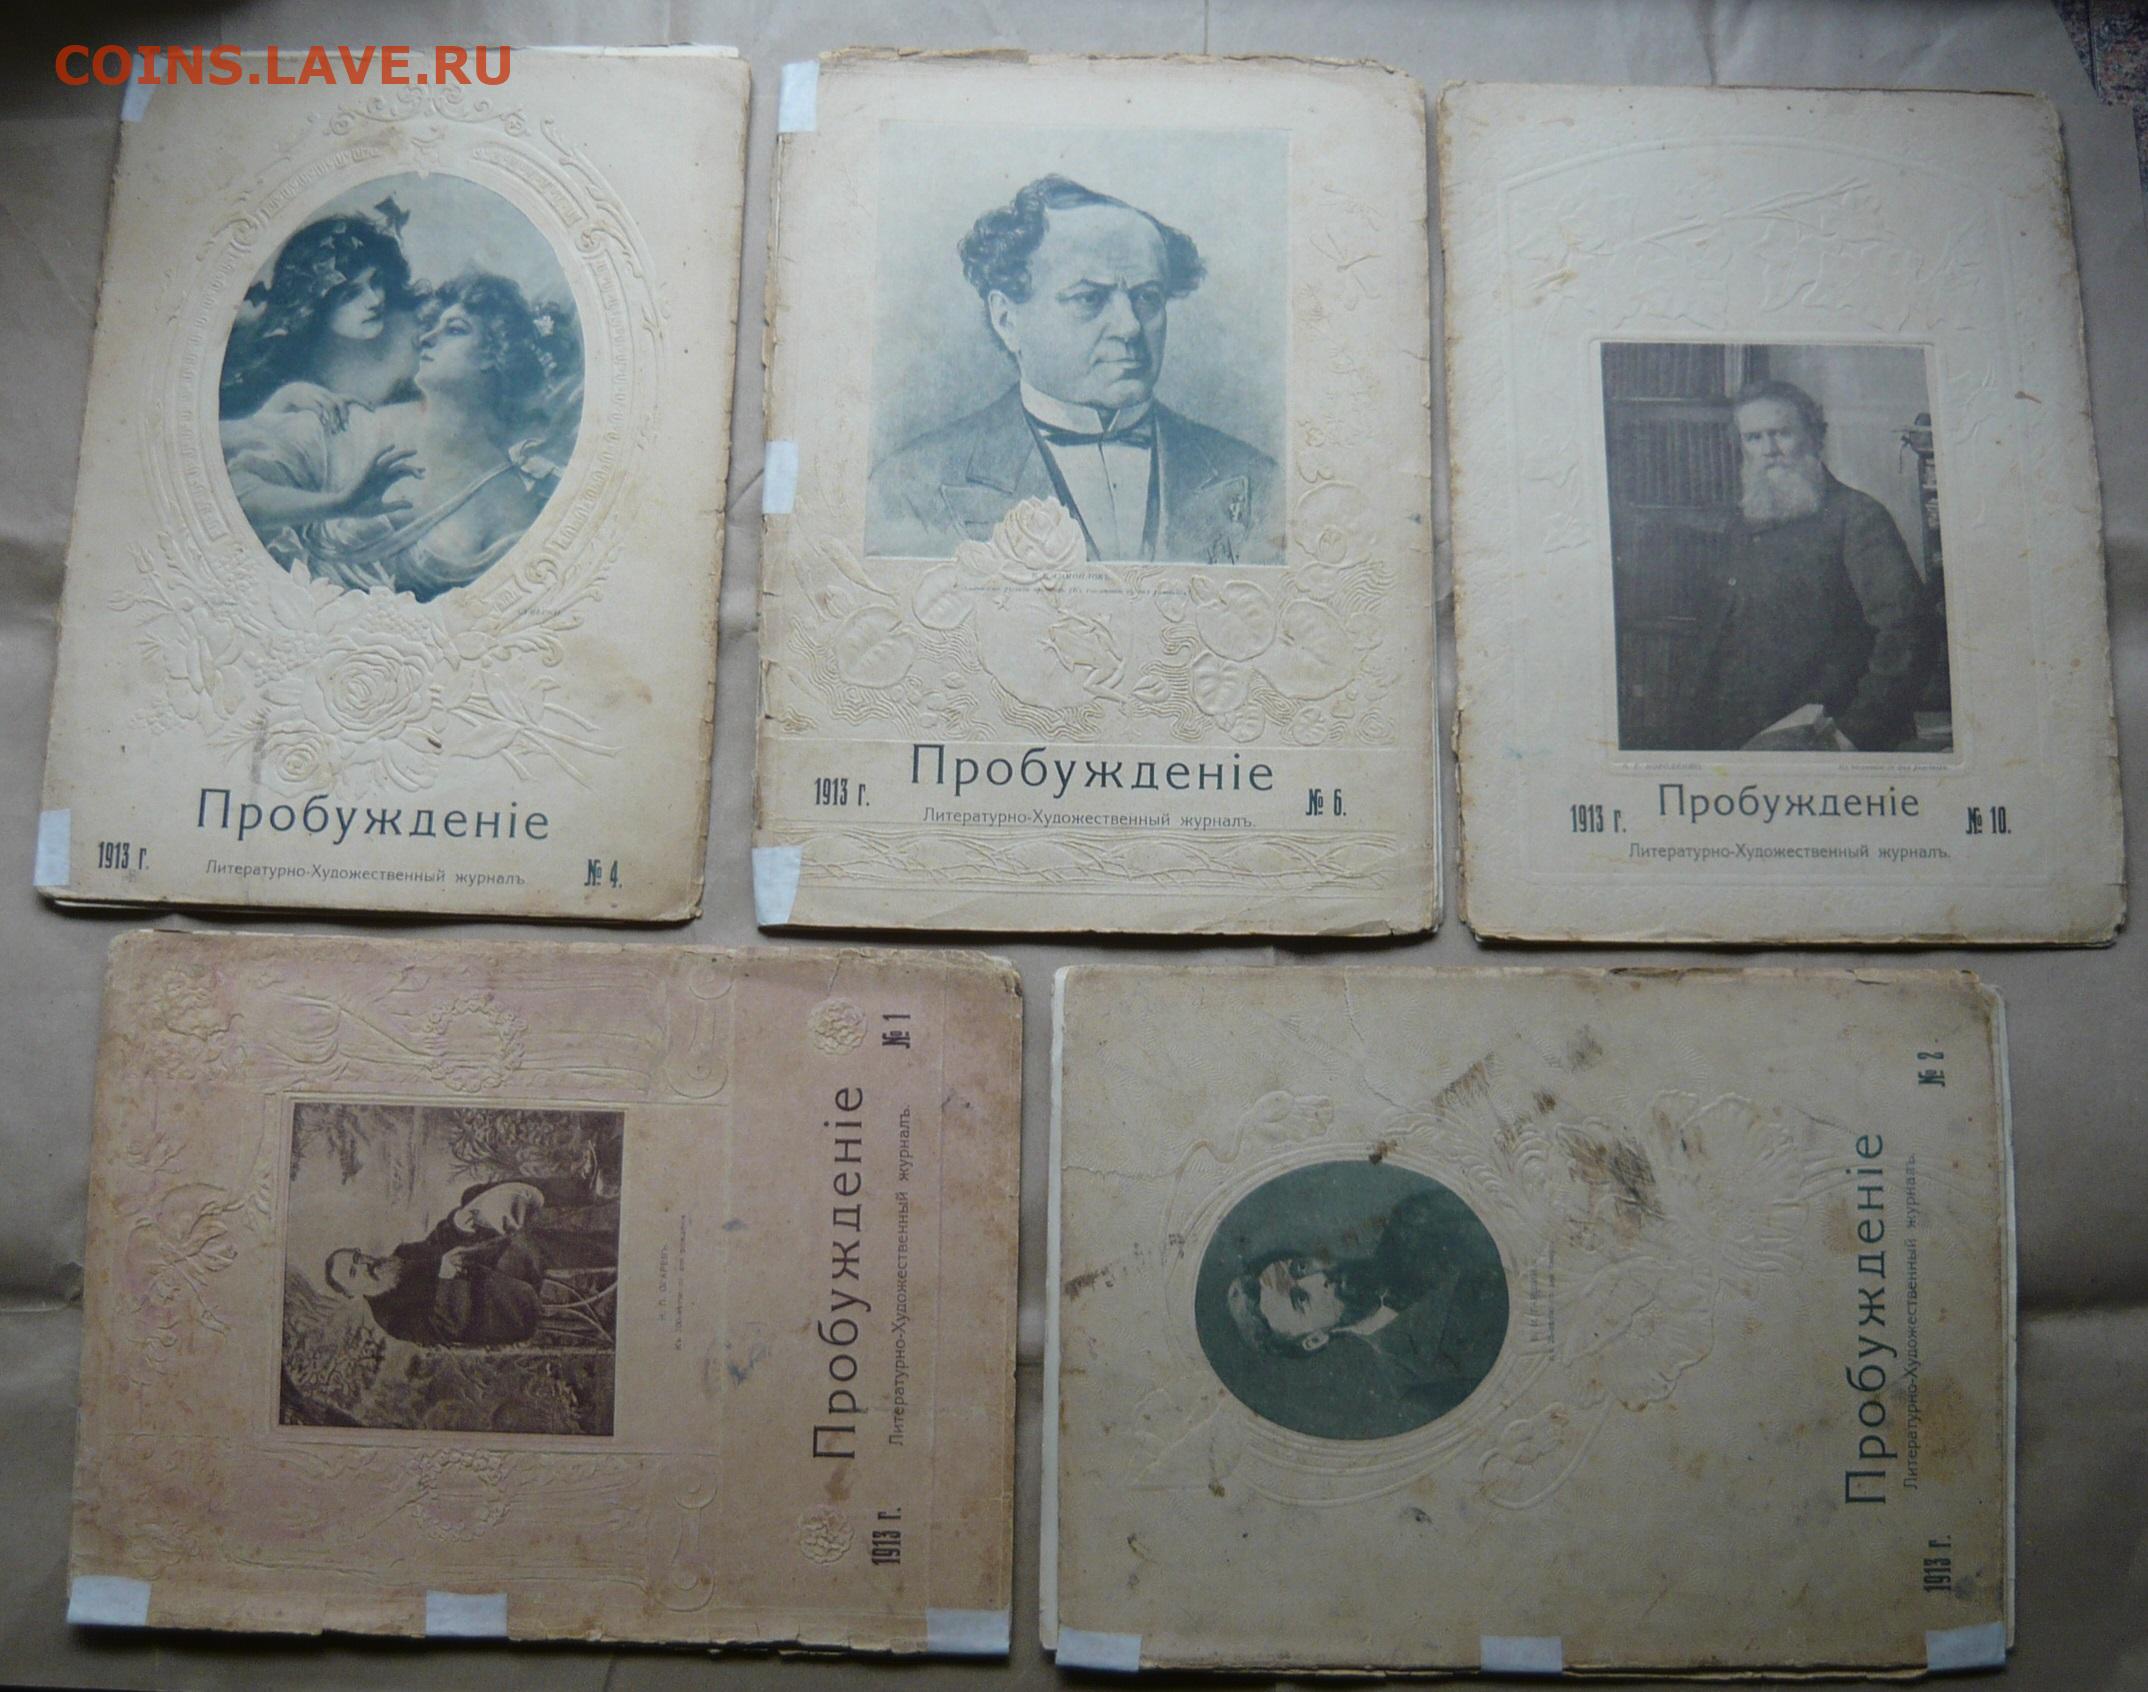 COINS.LAVE.RU
Пробужденіе
1913 г.
Литературно-Художественный журналъ.
№ 4.
Пробужденіе
1913 г.
Литературно-Художественный журналъ.
№ 6.
Пробужденіе
1913 г.
Литературно-Художественный журналъ.
№ 10.
Н. П. ОГАРЕВЪ.
Пробужденіе
1913 г.
Литературно-Художественный журналъ.
№ 1
Пробужденіе
1913 г.
Литературно-Художественный журналъ.
№ 2